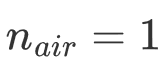 n_{air} = 1